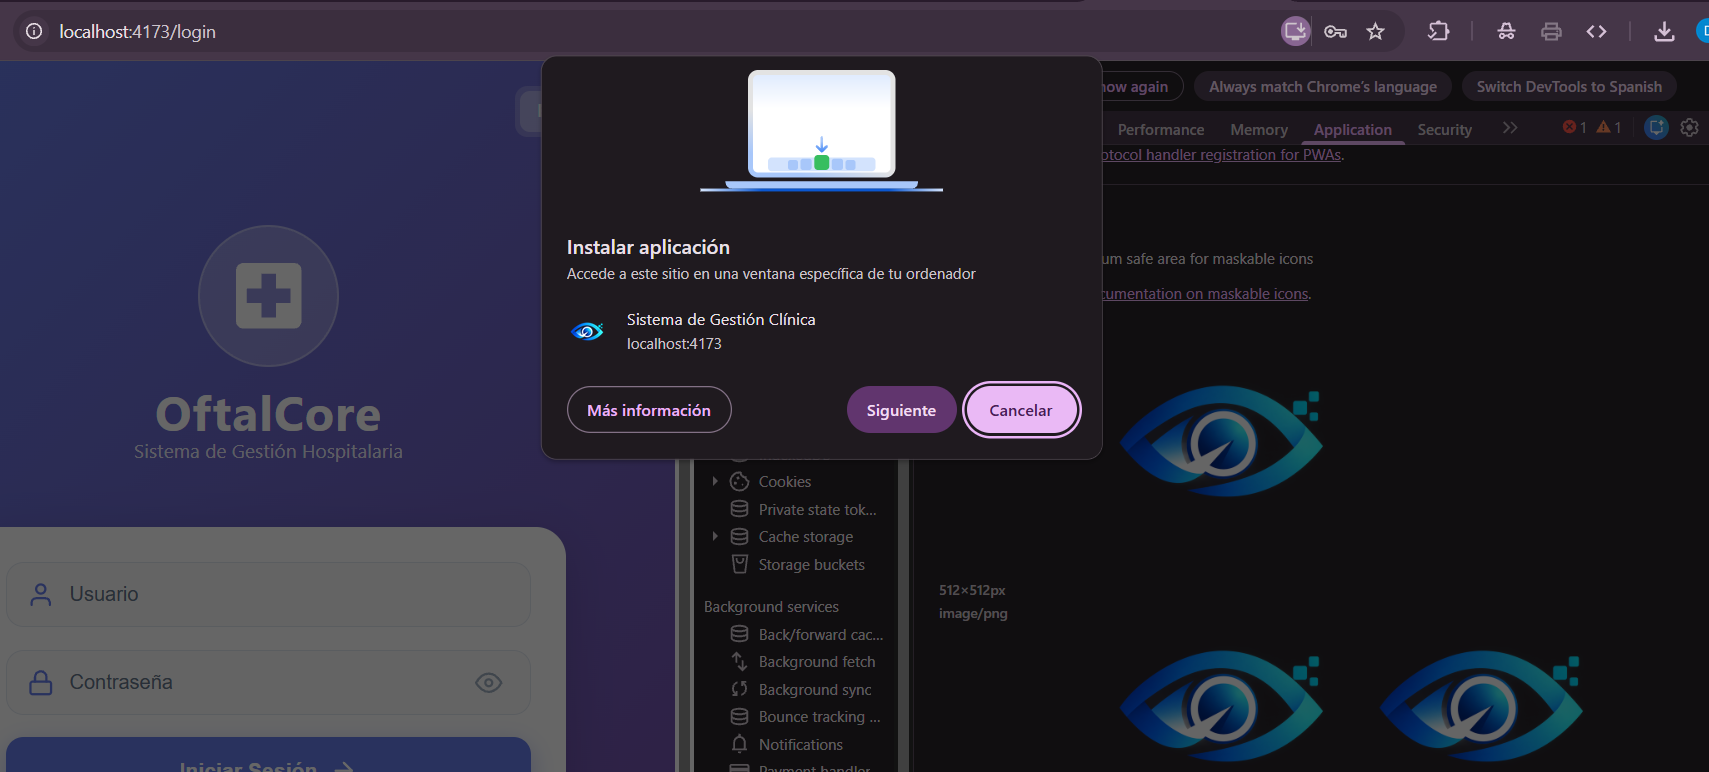 localhost:4173/login
now again
Always match Chrome's language
Switch DevTools to Spanish
Performance
Memory
Application
Security
1
1
otocol handler registration for PWAs.
Instalar aplicación
Accede a este sitio en una ventana específica de tu ordenador
Sistema de Gestión Clínica
localhost:4173
Más información
Siguiente
Cancelar
um safe area for maskable icons
cumentation on maskable icons.
OftalCore
Sistema de Gestión Hospitalaria
Usuario
Contraseña
Iniciar Sesión
Cookies
Private state tok...
Cache storage
Storage buckets
Background services
Back/forward cac...
Background fetch
Background sync
Bounce tracking ...
Notifications
Payment handler
512×512px
image/png